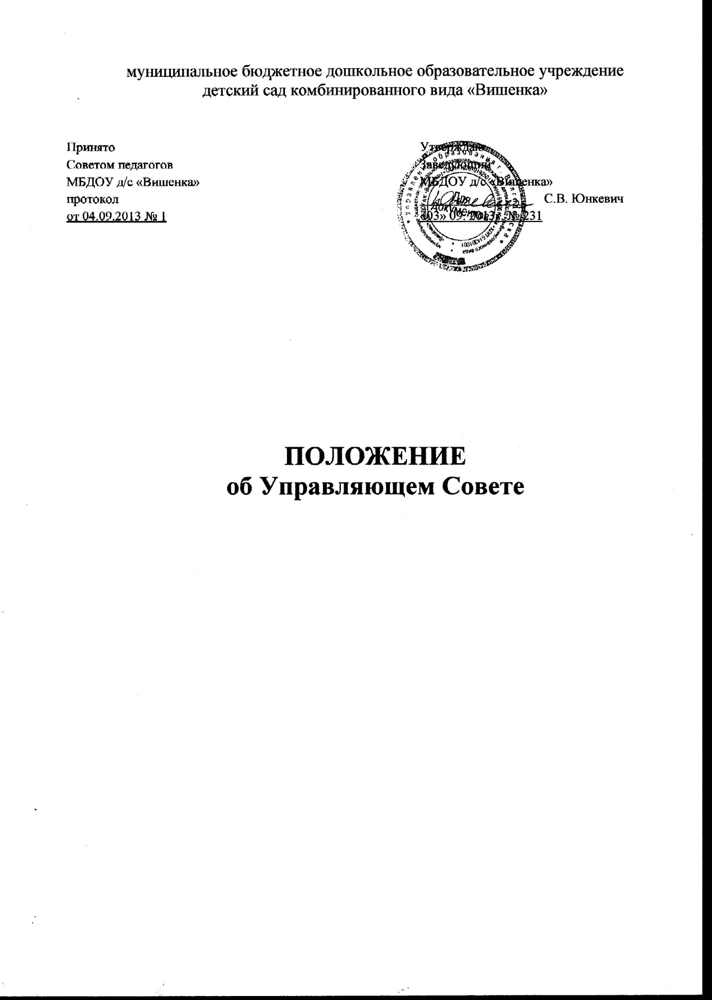 муниципальное бюджетное дошкольное образовательное учреждение
детский сад комбинированного вида «Вишенка»
Принято
Советом педагогов
МБДОУ д/с «Вишенка»
протокол
от 04.09.2013 № 1
Утверждаю
Заведующий
МБДОУ д/с «Вишенка»
С.В. Юнкевич
«03» 09. 2013 № 231
Для
документов
ПОЛОЖЕНИЕ
об Управляющем Совете